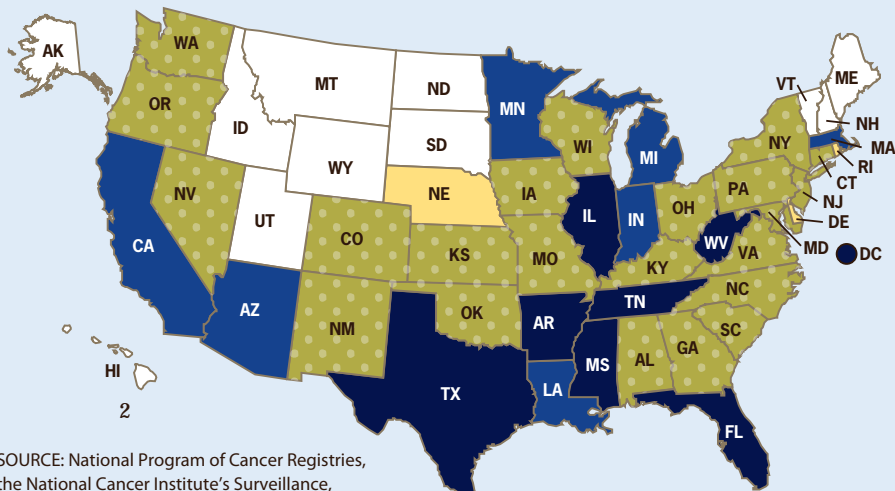 AK
WA
MT
ND
MN
VT
ME
OR
ID
SD
WI
MI
NY
NH
MA
WY
RI
NV
NE
IA
PA
CT
UT
IL
IN
OH
NJ
DE
CA
CO
KS
MO
WV
VA
MD
DC
KY
AZ
NM
OK
TN
NC
AR
SC
HI
MS
AL
GA
TX
LA
2
FL
SOURCE: National Program of Cancer Registries,
the National Cancer Institute’s Surveillance,